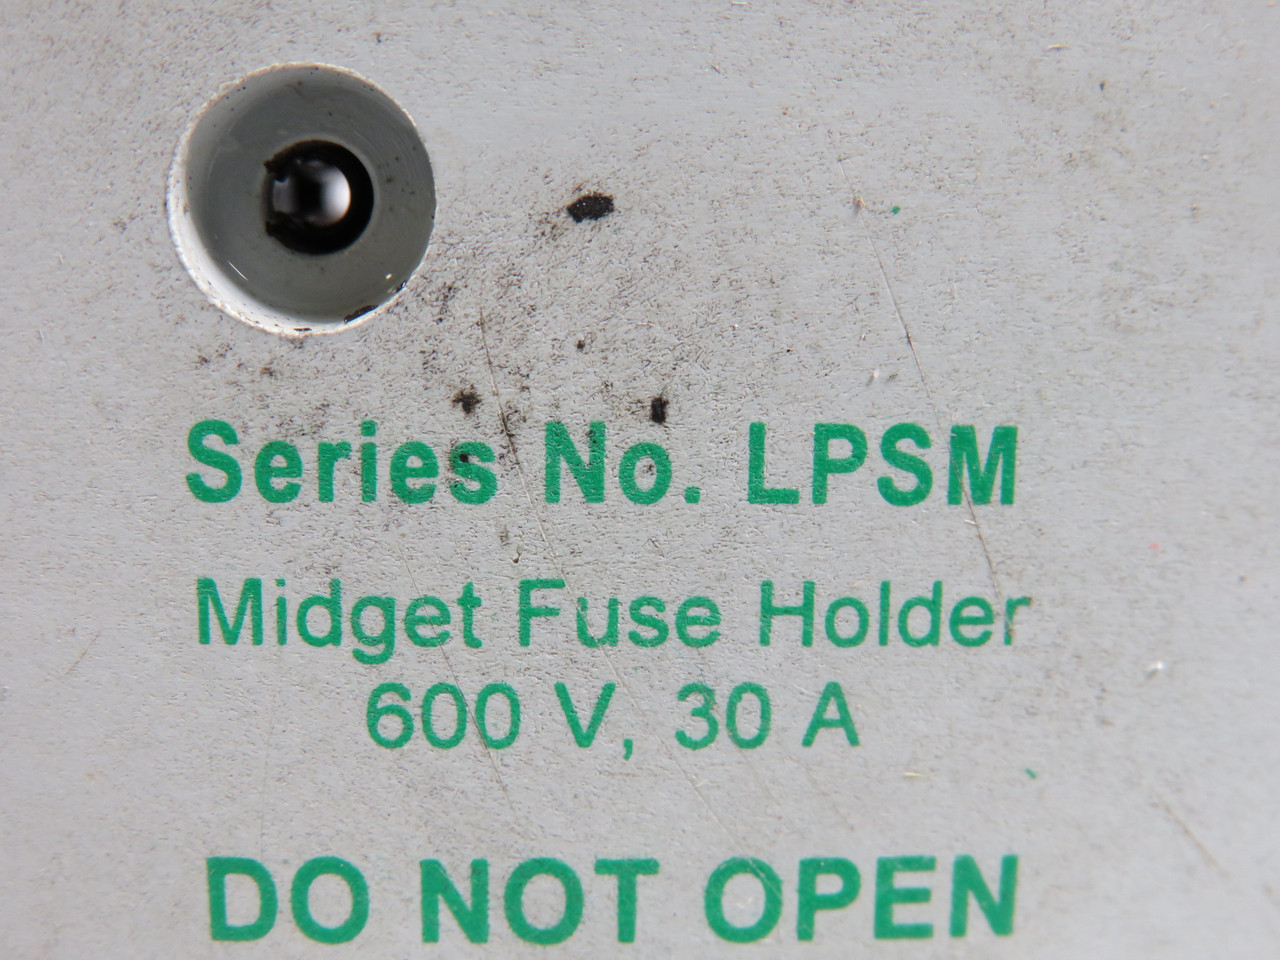 Series No. LPSM
Midget Fuse Holder
600 V, 30 A
DO NOT OPEN